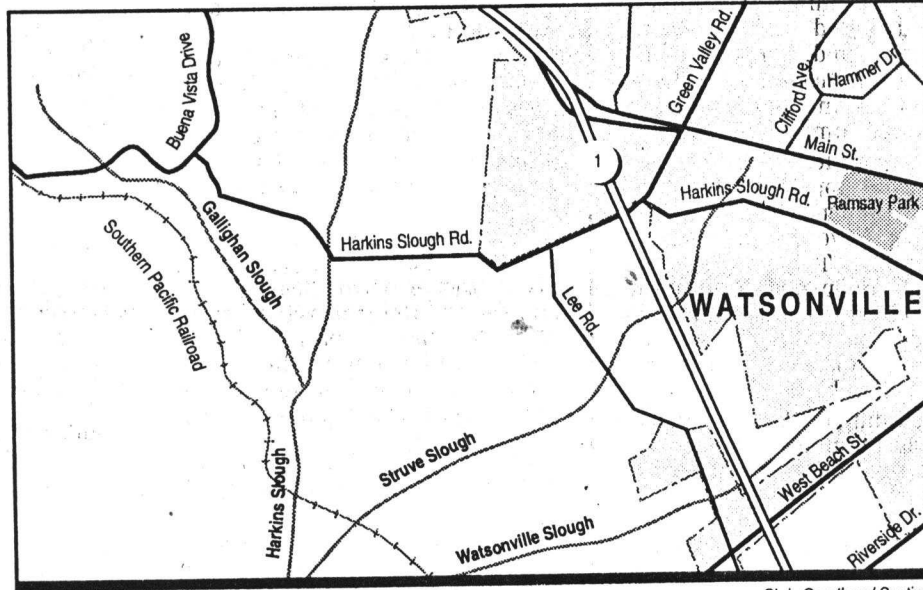 Buena Vista Drive
Green Valley Rd.
Clifford Ave.
Hammer Dr.
Main St.
1
Harkins Slough Rd.
Ramsay Park
Gallighan Slough
Southern Pacific Railroad
Harkins Slough Rd.
Lee Rd.
WATSONVILLE
Struve Slough
Harkins Slough
West Beach St.
Watsonville Slough
Riverside Dr.